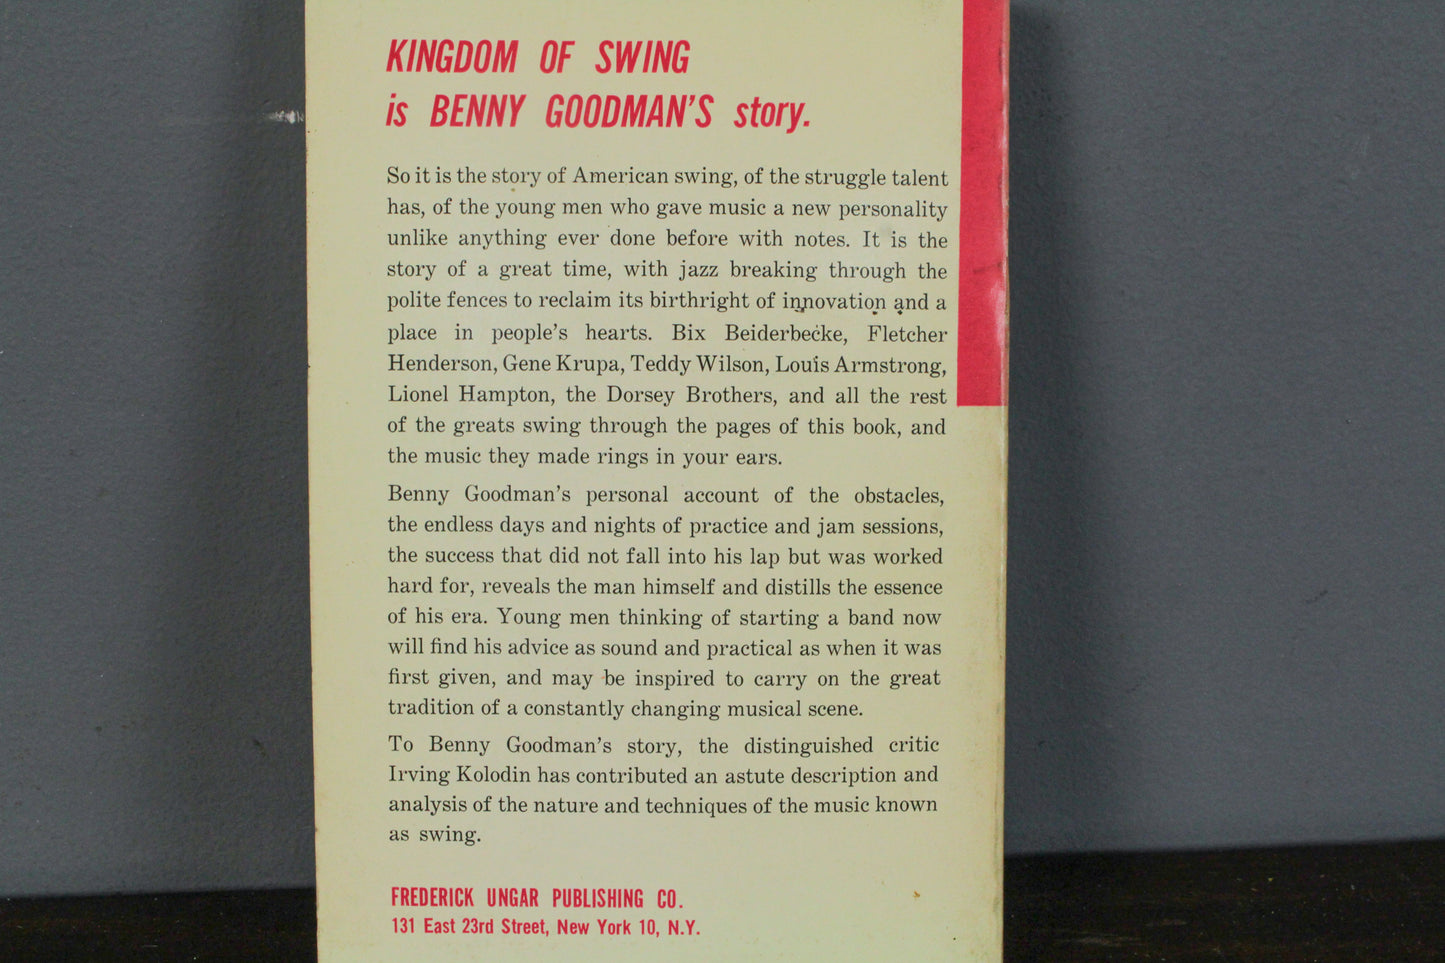 KINGDOM OF SWING
is BENNY GOODMAN'S story.
So it is the story of American swing, of the struggle talent
has, of the young men who gave music a new personality
unlike anything ever done before with notes. It is the
story of a great time, with jazz breaking through the
polite fences to reclaim its birthright of innovation and a
place in people's hearts. Bix Beiderbecke, Fletcher
Henderson, Gene Krupa, Teddy Wilson, Louis Armstrong,
Lionel Hampton, the Dorsey Brothers, and all the rest
of the greats swing through the pages of this book, and
the music they made rings in your ears.
Benny Goodman's personal account of the obstacles,
the endless days and nights of practice and jam sessions,
the success that did not fall into his lap but was worked
hard for, reveals the man himself and distills the essence
of his era. Young men thinking of starting a band now
will find his advice as sound and practical as when it was
first given, and may be inspired to carry on the great
tradition of a constantly changing musical scene.
To Benny Goodman's story, the distinguished critic
Irving Kolodin has contributed an astute description and
analysis of the nature and techniques of the music known
as swing.
FREDERICK UNGAR PUBLISHING CO.
131 East 23rd Street, New York 10, N.Y.